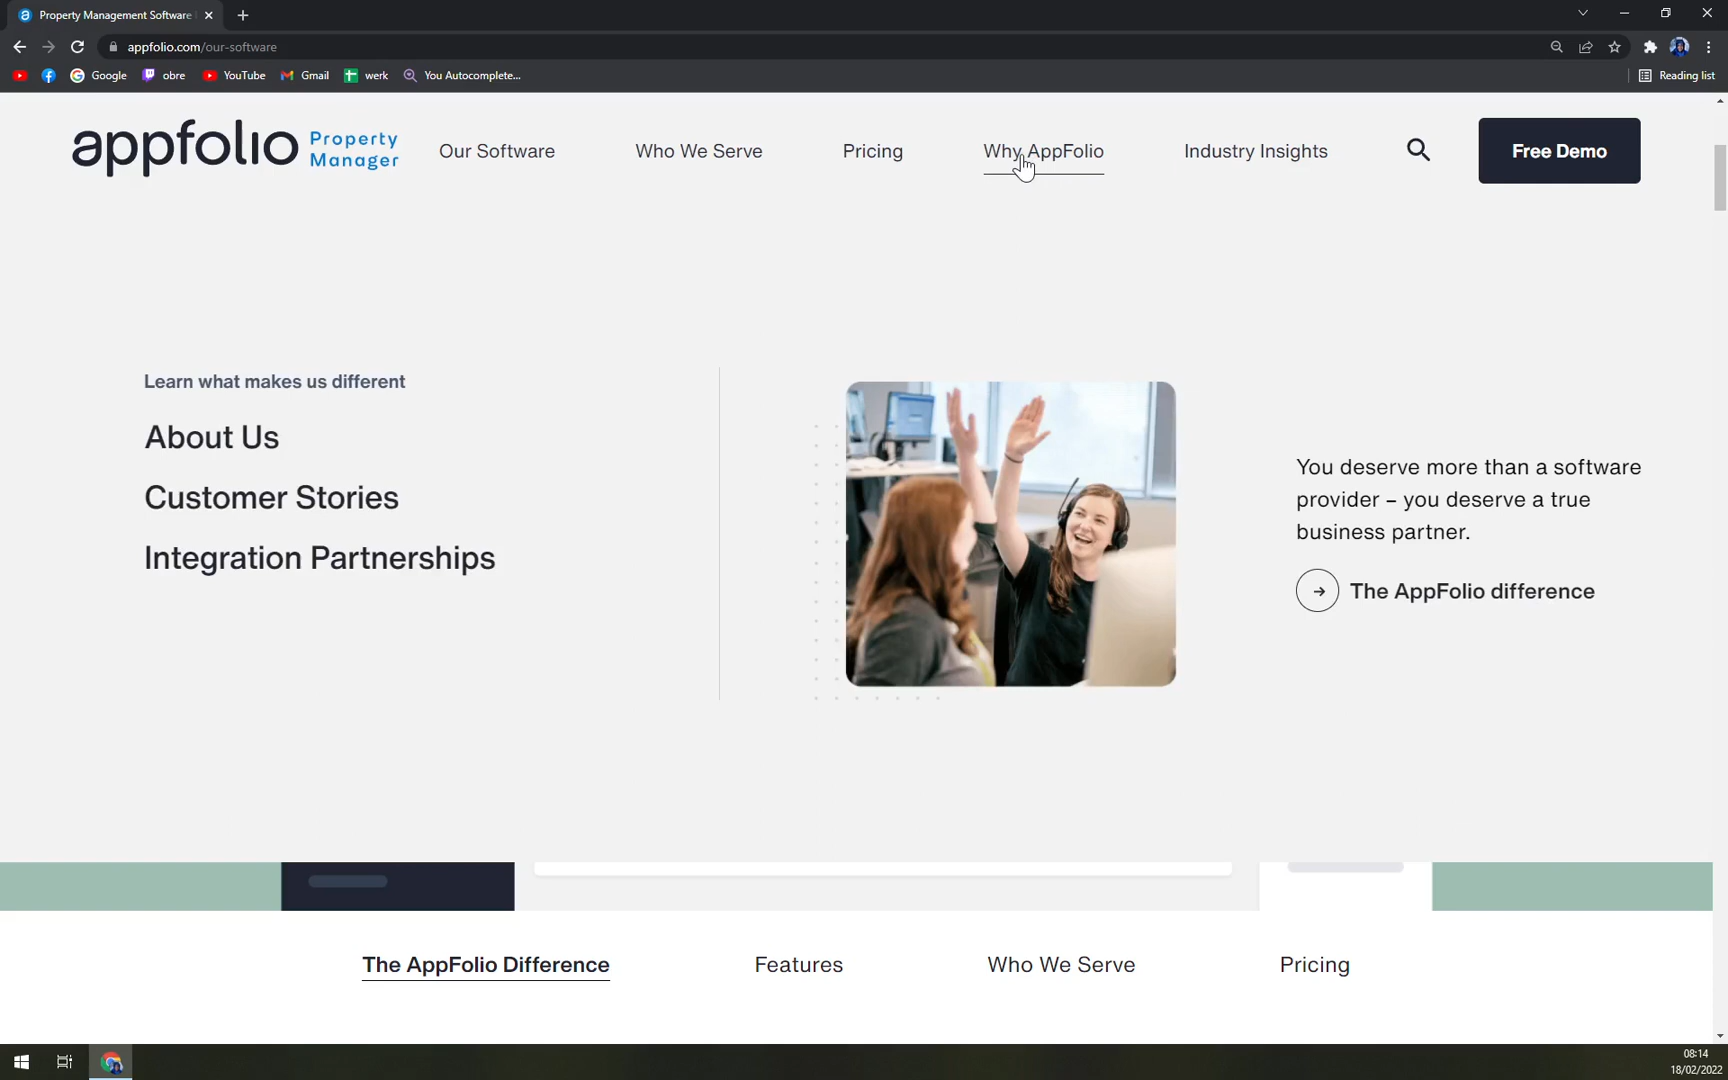 Property Management Software
appfolio.com/our-software
Google
obre
YouTube
Gmail
werk
You Autocomplete...
Reading list
appfolio Property
Manager
Our Software
Who We Serve
Pricing
Why AppFolio
Industry Insights
Free Demo
Learn what makes us different
About Us
Customer Stories
Integration Partnerships
You deserve more than a software
provider – you deserve a true
business partner.
The AppFolio difference
The AppFolio Difference
Features
Who We Serve
Pricing
08:14
18/02/2022